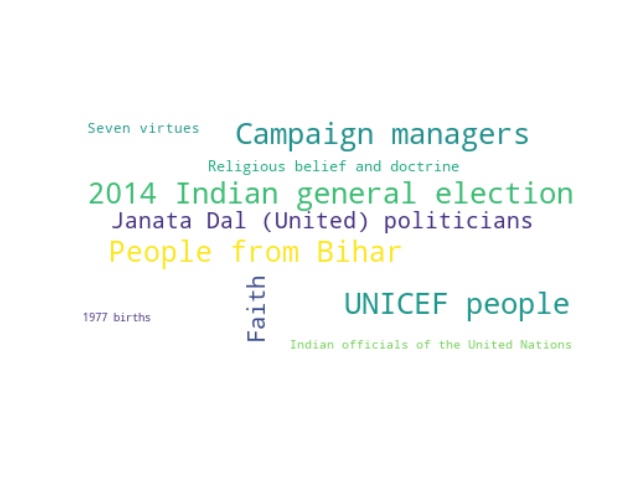 Seven virtues
Campaign managers
Religious belief and doctrine
2014 Indian general election
Janata Dal (United) politicians
People from Bihar
Faith
UNICEF people
1977 births
Indian officials of the United Nations